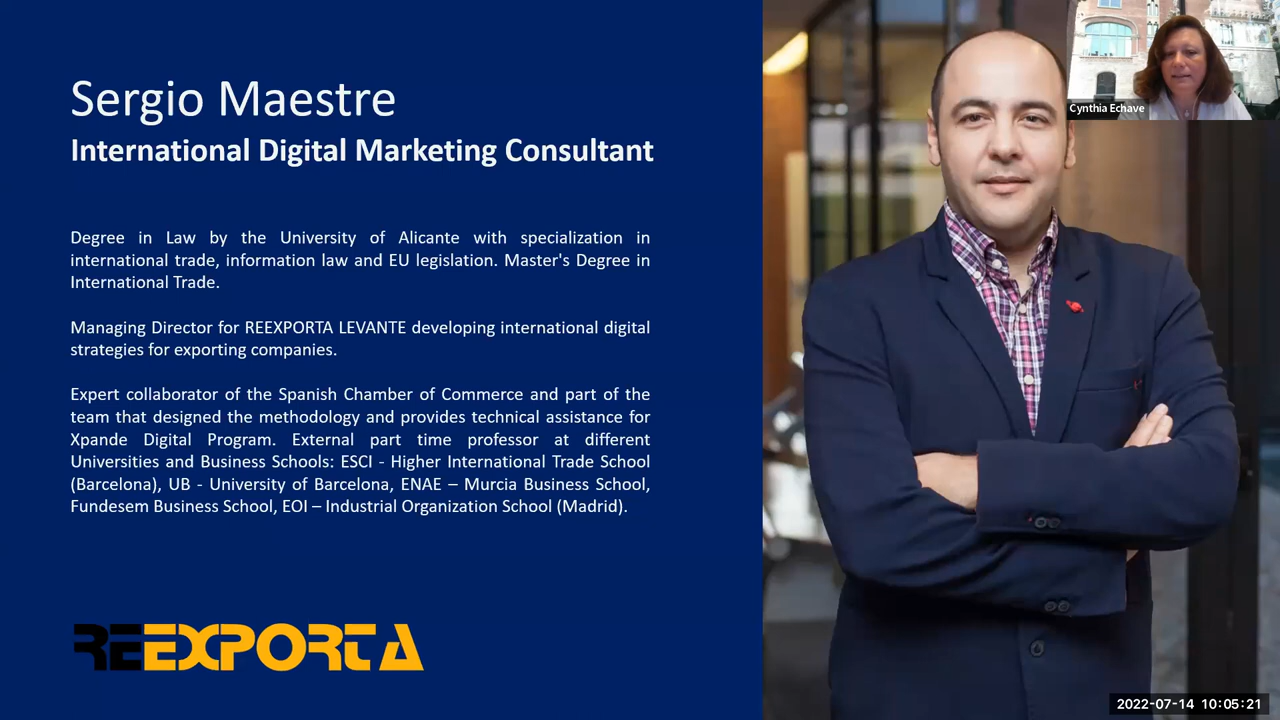 Sergio Maestre
International Digital Marketing Consultant
Degree in Law by the University of Alicante with specialization in
international trade, information law and EU legislation. Master's Degree in
International Trade.
Managing Director for REEXPORTA LEVANTE developing international digital
strategies for exporting companies.
Expert collaborator of the Spanish Chamber of Commerce and part of the
team that designed the methodology and provides technical assistance for
Xpande Digital Program. External part time professor at different
Universities and Business Schools: ESCI - Higher International Trade School
(Barcelona), UB - University of Barcelona, ENAE – Murcia Business School,
Fundesem Business School, EOI – Industrial Organization School (Madrid).
REEXPORTA
Cynthia Echave
2022-07-14 10:05:21